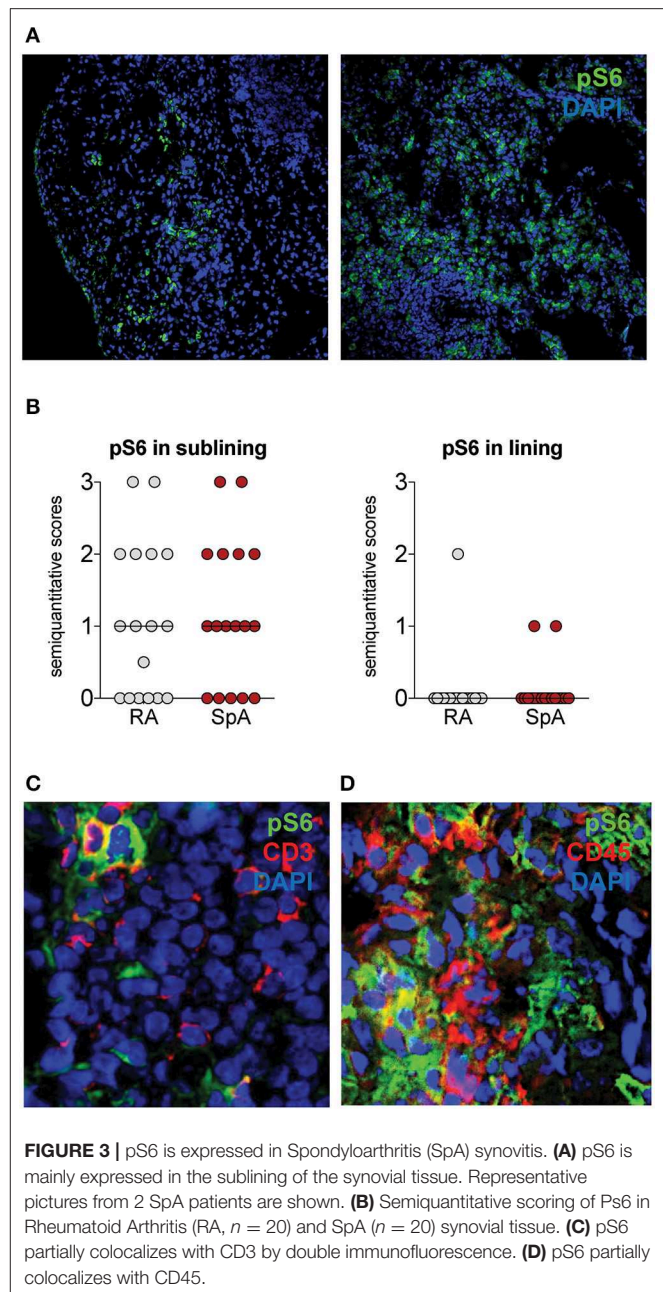 A
pS6
DAPI
B
pS6 in sublining
semiquantitative scores
3
2
1
0
RA SpA
pS6 in lining
semiquantitative scores
3
2
1
0
RA SpA
C
pS6
CD3
DAPI
D
pS6
CD45
DAPI
FIGURE 3 | pS6 is expressed in Spondyloarthritis (SpA) synovitis. (A) pS6 is
mainly expressed in the sublining of the synovial tissue. Representative
pictures from 2 SpA patients are shown. (B) Semiquantitative scoring of Ps6 in
Rheumatoid Arthritis (RA, n = 20) and SpA (n = 20) synovial tissue. (C) pS6
partially colocalizes with CD3 by double immunofluorescence. (D) pS6 partially
colocalizes with CD45.